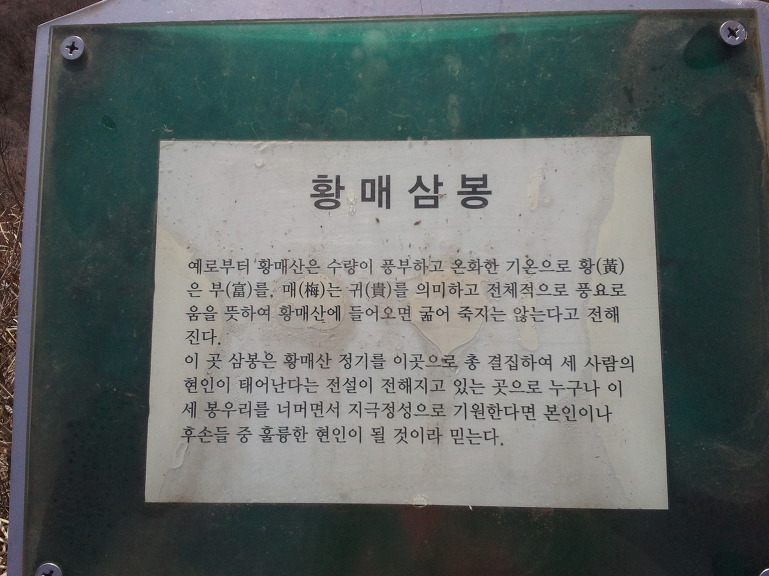 황매삼봉
예로부터 황매산은 수량이 풍부하고 온화한 기온으로 황(黃)
은 부(富)를, 매(梅)는 귀(貴)를 의미하고 전체적으로 풍요로
움을 뜻하여 황매산에 들어오면 굶어 죽지는 않는다고 전해
진다.
이 곳 삼봉은 황매산 정기를 이곳으로 총 결집하여 세 사람의
현인이 태어난다는 전설이 전해지고 있는 곳으로 누구나 이
세 봉우리를 너머면서 지극정성으로 기원한다면 본인이나
후손들 중 훌륭한 현인이 될 것이라 믿는다.